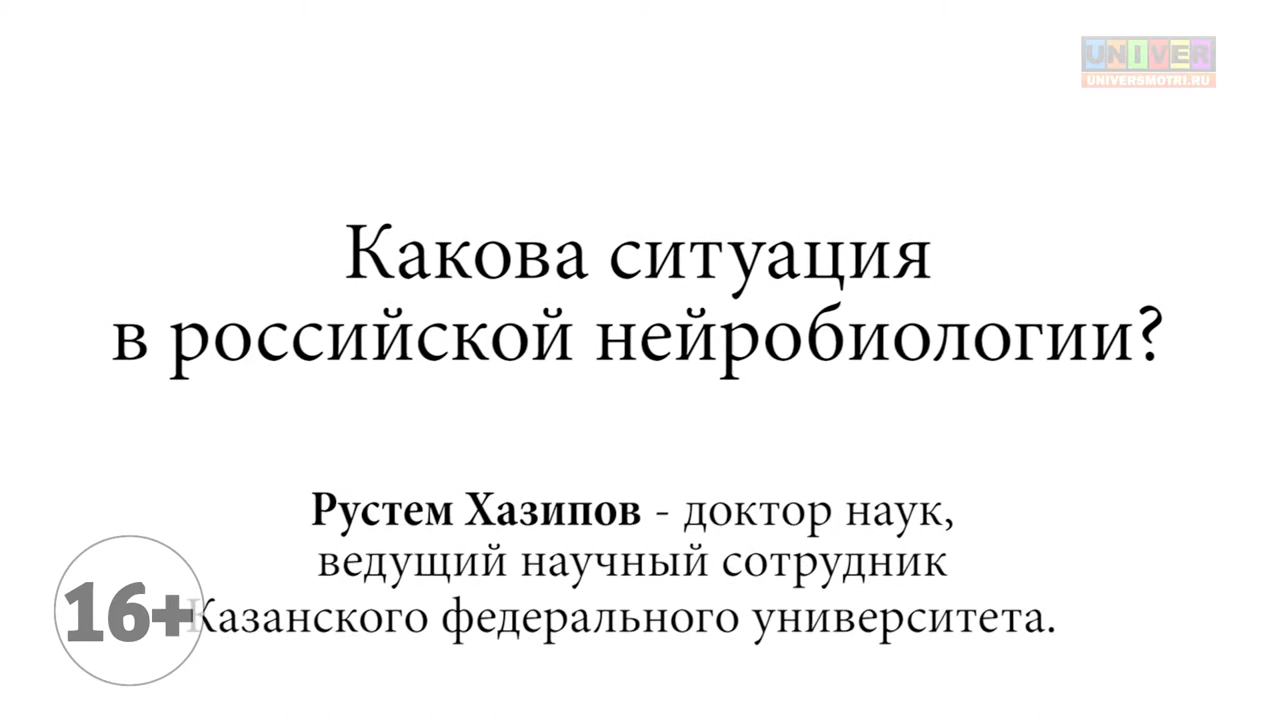 UNIVER
UNIVERSMOTRI.RU
Какова ситуация
в российской нейробиологии?
Рустем Хазипов - доктор наук,
ведущий научный сотрудник
Казанского федерального университета.
16+